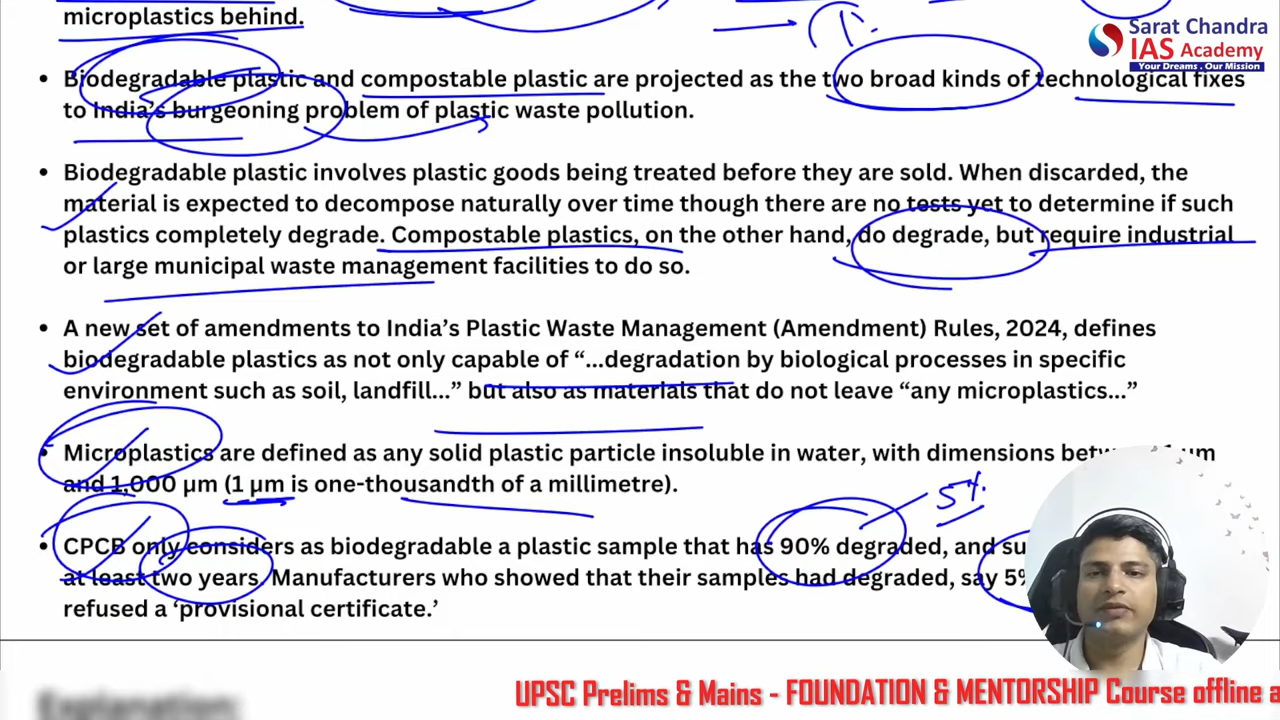 microplastics behind.
Sarat Chandra
IAS Academy
Your Dreams . Our Mission
• Biodegradable plastic and compostable plastic are projected as the two broad kinds of technological fixes
to India's burgeoning problem of plastic waste pollution.
• Biodegradable plastic involves plastic goods being treated before they are sold. When discarded, the
material is expected to decompose naturally over time though there are no tests yet to determine if such
plastics completely degrade. Compostable plastics, on the other hand, do degrade, but require industrial
or large municipal waste management facilities to do so.
• A new set of amendments to India's Plastic Waste Management (Amendment) Rules, 2024, defines
biodegradable plastics as not only capable of “...degradation by biological processes in specific
environment such as soil, landfill...” but also as materials that do not leave “any microplastics...”
• Microplastics are defined as any solid plastic particle insoluble in water, with dimensions µm
and 1,000 µm (1 µm is one-thousandth of a millimetre).
5%
• CPCB only considers as biodegradable a plastic sample that has 90% degraded, and
at least two years. Manufacturers who showed that their samples had degraded, say 5%
refused a ‘provisional certificate.’
Explanation:
UPSC Prelims & Mains - FOUNDATION & MENTORSHIP Course offline